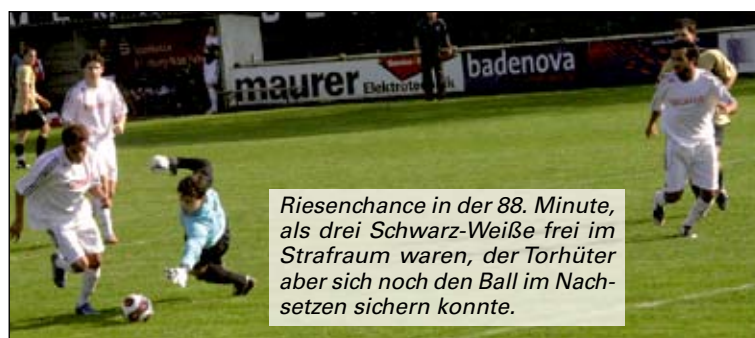 maurer
Elektrotechnik
badenova
Riesenchance in der 88. Minute,
als drei Schwarz-Weiße frei im
Strafraum waren, der Torhüter
aber sich noch den Ball im Nach-
setzen sichern konnte.